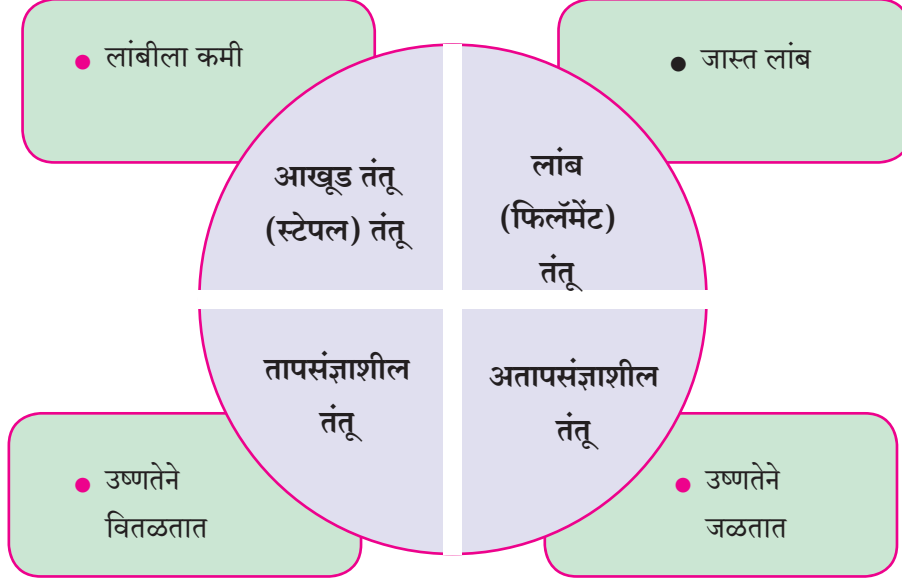 लांबीला कमी
जास्त लांब
आखूड तंतू
(स्टेपल) तंतू
लांब
(फिलॅमेंट)
तंतू
तापसंज्ञाशील
तंतू
अतापसंज्ञाशील
तंतू
उष्णतेने
वितळतात
उष्णतेने
जळतात